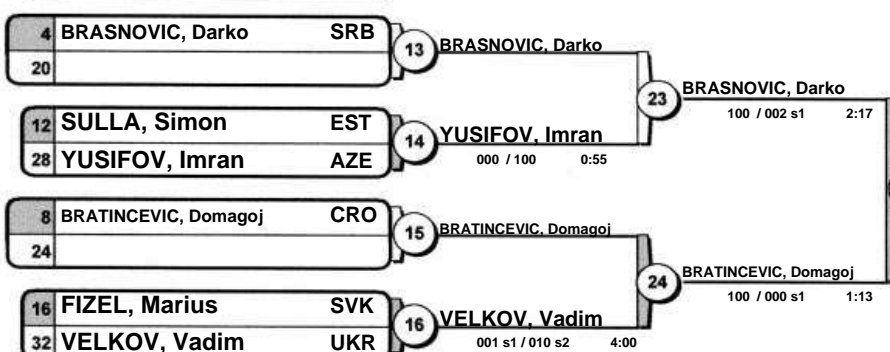 4 BRASNOVIC, Darko SRB
20
13
BRASNOVIC, Darko
12 SULLA, Simon EST
28 YUSIFOV, Imran AZE
14
YUSIFOV, Imran
000 / 100 0:55
23
BRASNOVIC, Darko
100 / 002 s1 2:17
8 BRATINCEVIC, Domagoj CRO
24
15
BRATINCEVIC, Domagoj
16 FIZEL, Marius SVK
32 VELKOV, Vadim UKR
16
VELKOV, Vadim
001 s1 / 010 s2 4:00
24
BRATINCEVIC, Domagoj
100 / 000 s1 1:13